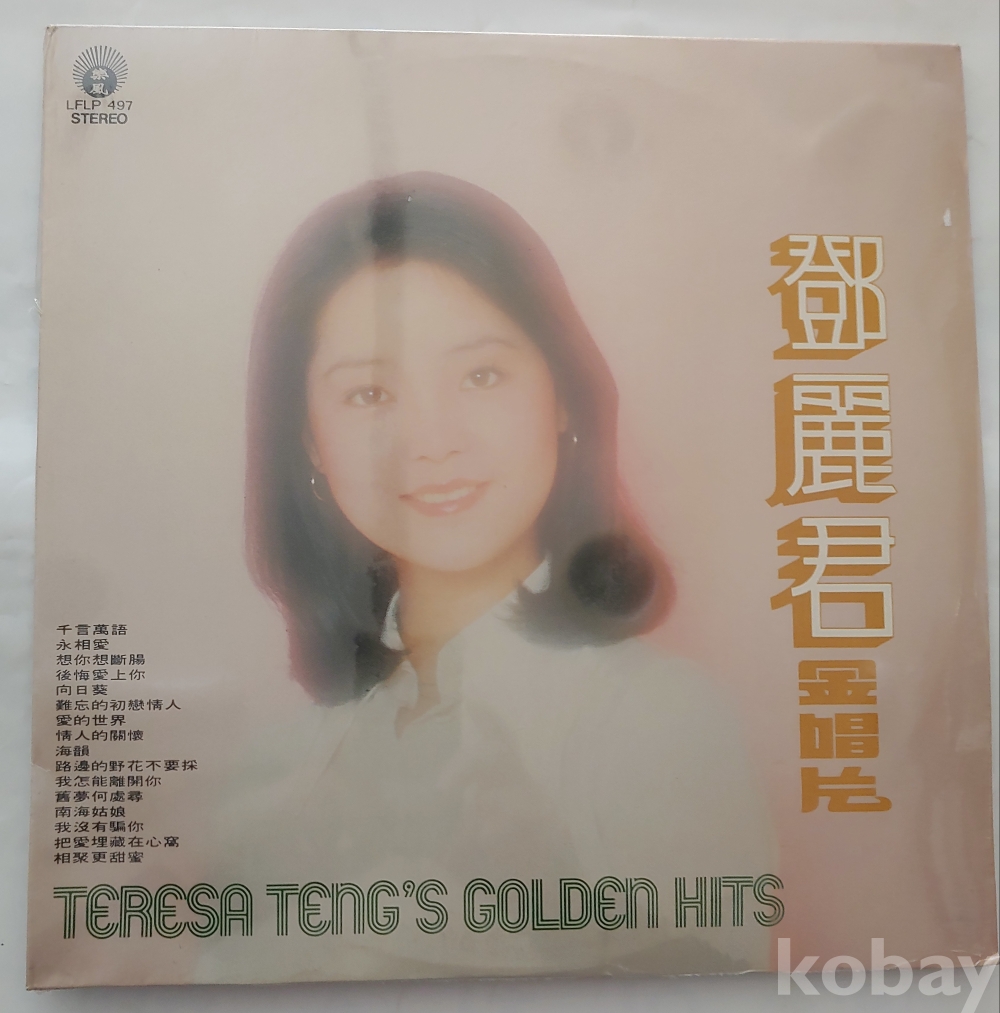 樂風
LFLP 497
STEREO
鄧麗君
金唱片
千言萬語
永相愛
想你想斷腸
後悔愛上你
向日葵
難忘的初戀情人
愛的世界
情人的關懷
海韻
路邊的野花不要採
我怎能離開你
舊夢何處尋
南海姑娘
我沒有騙你
把愛埋藏在心窩
相聚更甜蜜
TERESA TENG'S GOLDEN HITS
kobay